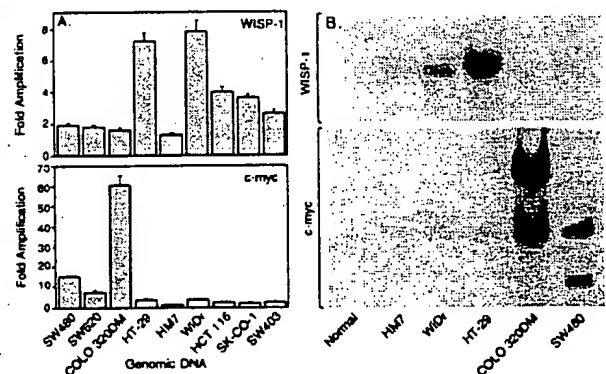 A.
WISP-1
Fold Amplification
8
6
4
2
0
c-myc
Fold Amplification
75
60
50
40
30
20
10
0
SW480
SW620
COLO 320DM
HT-29
HM7
WiDr
HCT 116
SK-CO-1
SW403
Genomic DNA
B.
WISP-1
c-myc
Normal
HM7
WiDr
HT-29
COLO 320DM
SW480